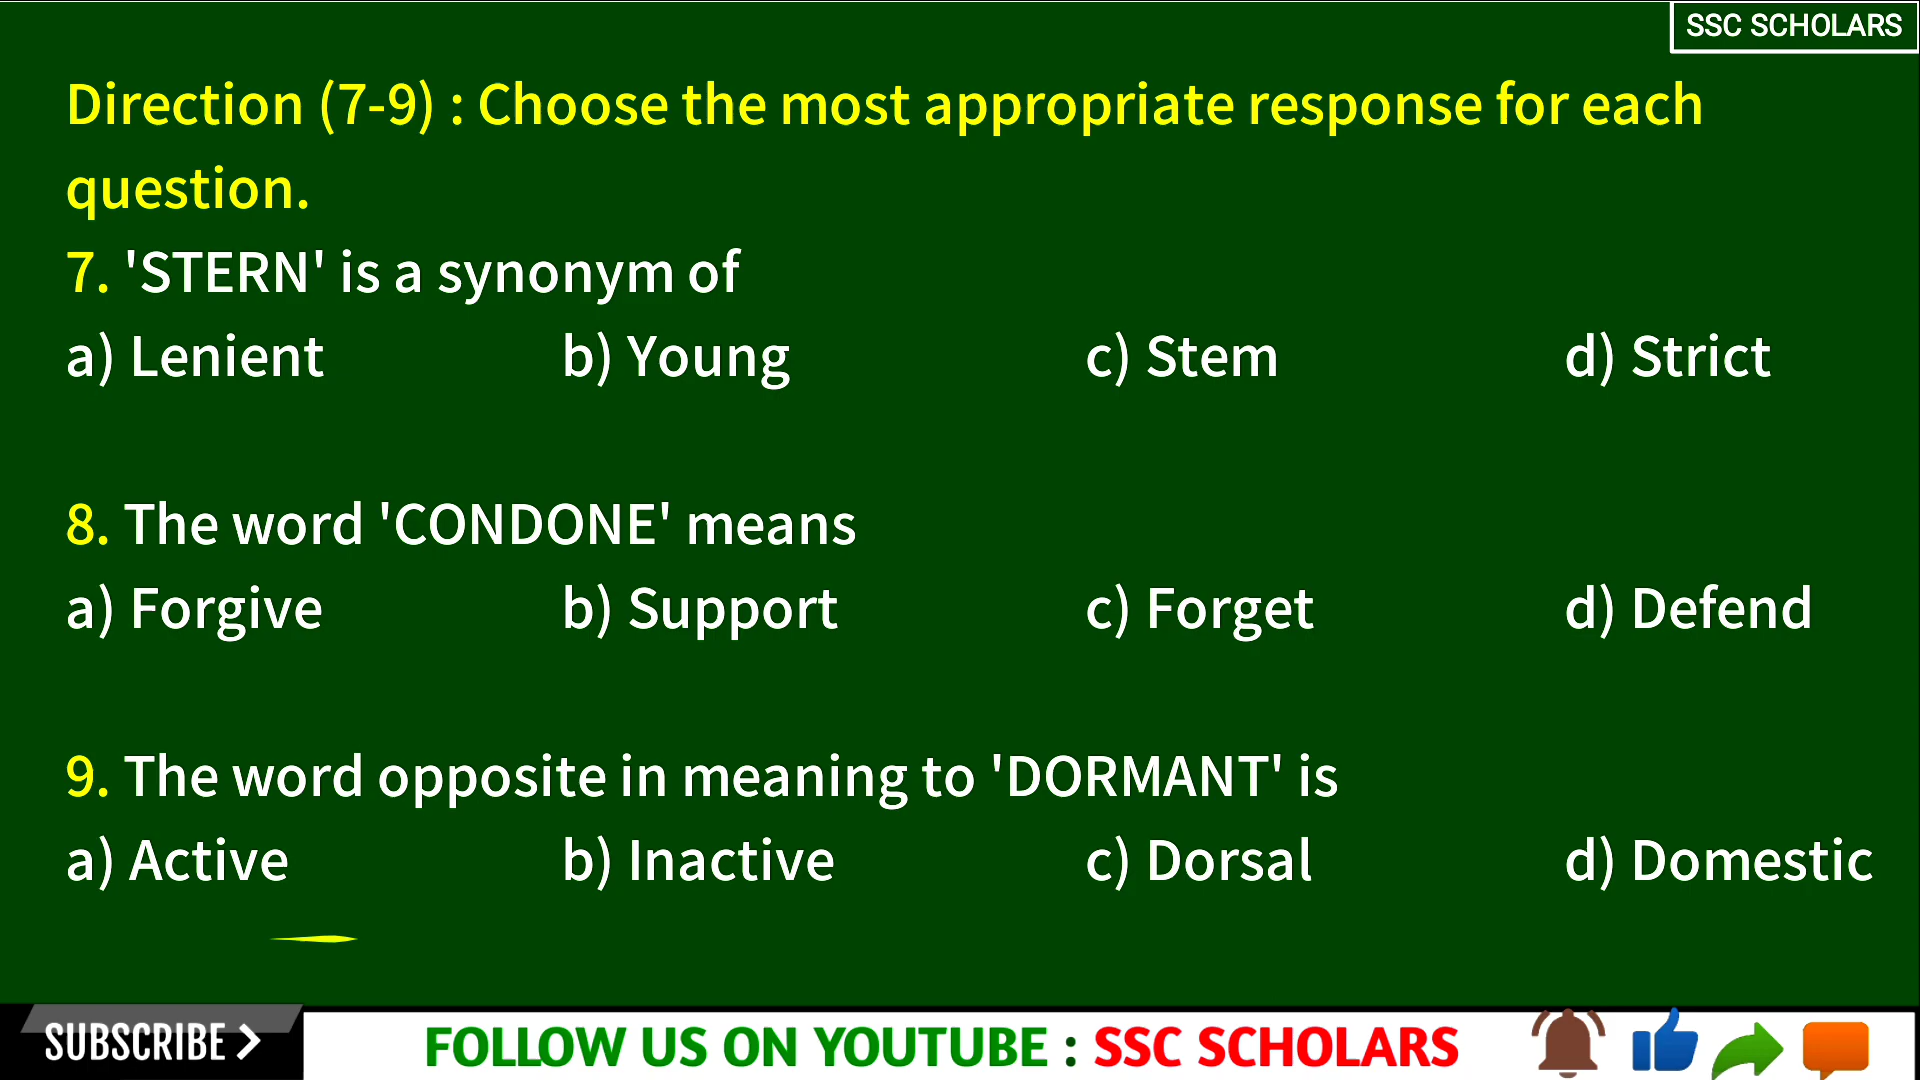 SSC SCHOLARS
Direction (7-9) : Choose the most appropriate response for each
question.
7. 'STERN' is a synonym of
a) Lenient b) Young c) Stem d) Strict
8. The word 'CONDONE' means
a) Forgive b) Support c) Forget d) Defend
9. The word opposite in meaning to 'DORMANT' is
a) Active b) Inactive c) Dorsal d) Domestic
SUBSCRIBE FOLLOW US ON YOUTUBE : SSC SCHOLARS